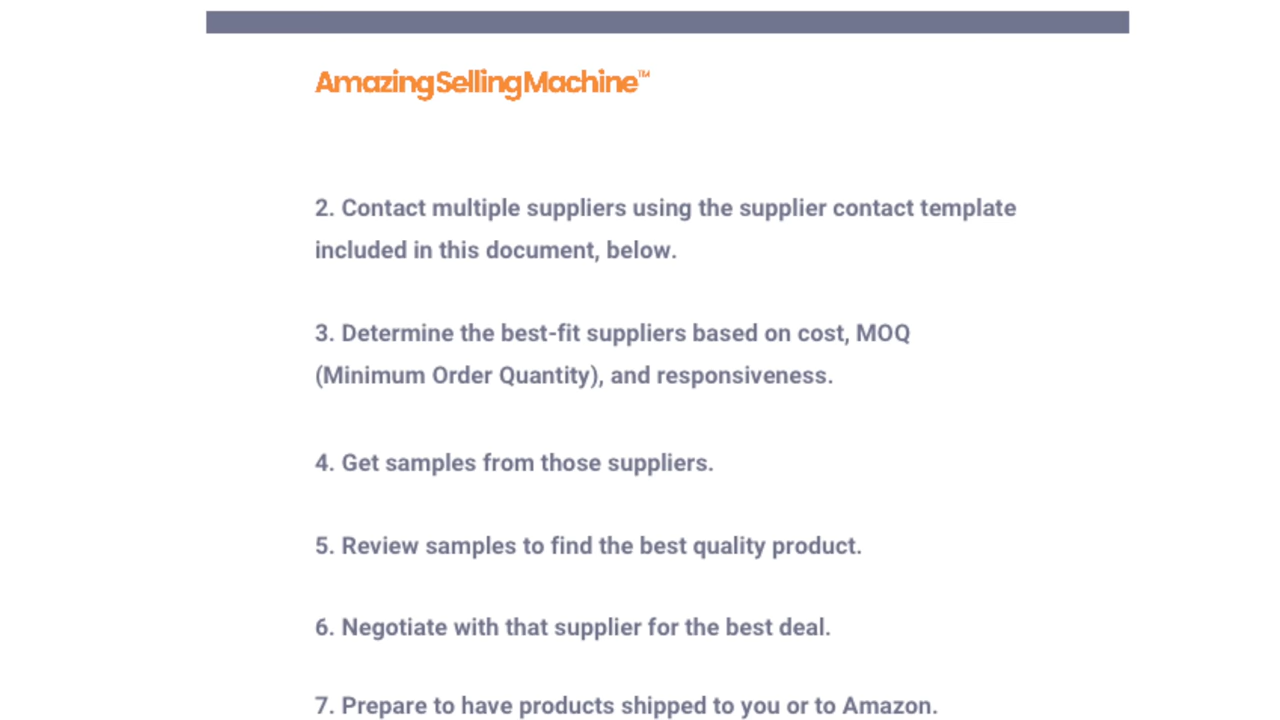 AmazingSellingMachine™
2. Contact multiple suppliers using the supplier contact template
included in this document, below.
3. Determine the best-fit suppliers based on cost, MOQ
(Minimum Order Quantity), and responsiveness.
4. Get samples from those suppliers.
5. Review samples to find the best quality product.
6. Negotiate with that supplier for the best deal.
7. Prepare to have products shipped to you or to Amazon.